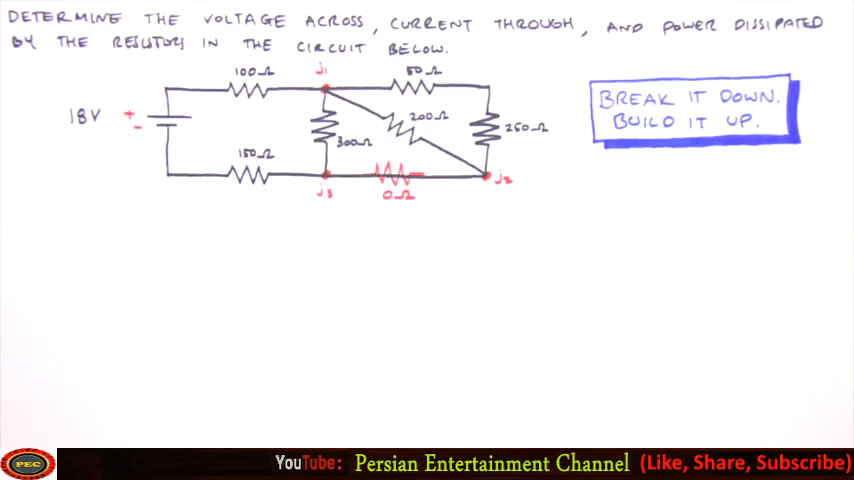 DETERMINE THE VOLTAGE ACROSS, CURRENT THROUGH, AND POWER DISSIPATED
BY THE RESISTORS IN THE CIRCUIT BELOW.
100Ω
j1
50Ω
BREAK IT DOWN.
BUILD IT UP.
18V
+
-
200Ω
300Ω
250Ω
150Ω
j3
0Ω
j2
PEC
YouTube: Persian Entertainment Channel (Like, Share, Subscribe)